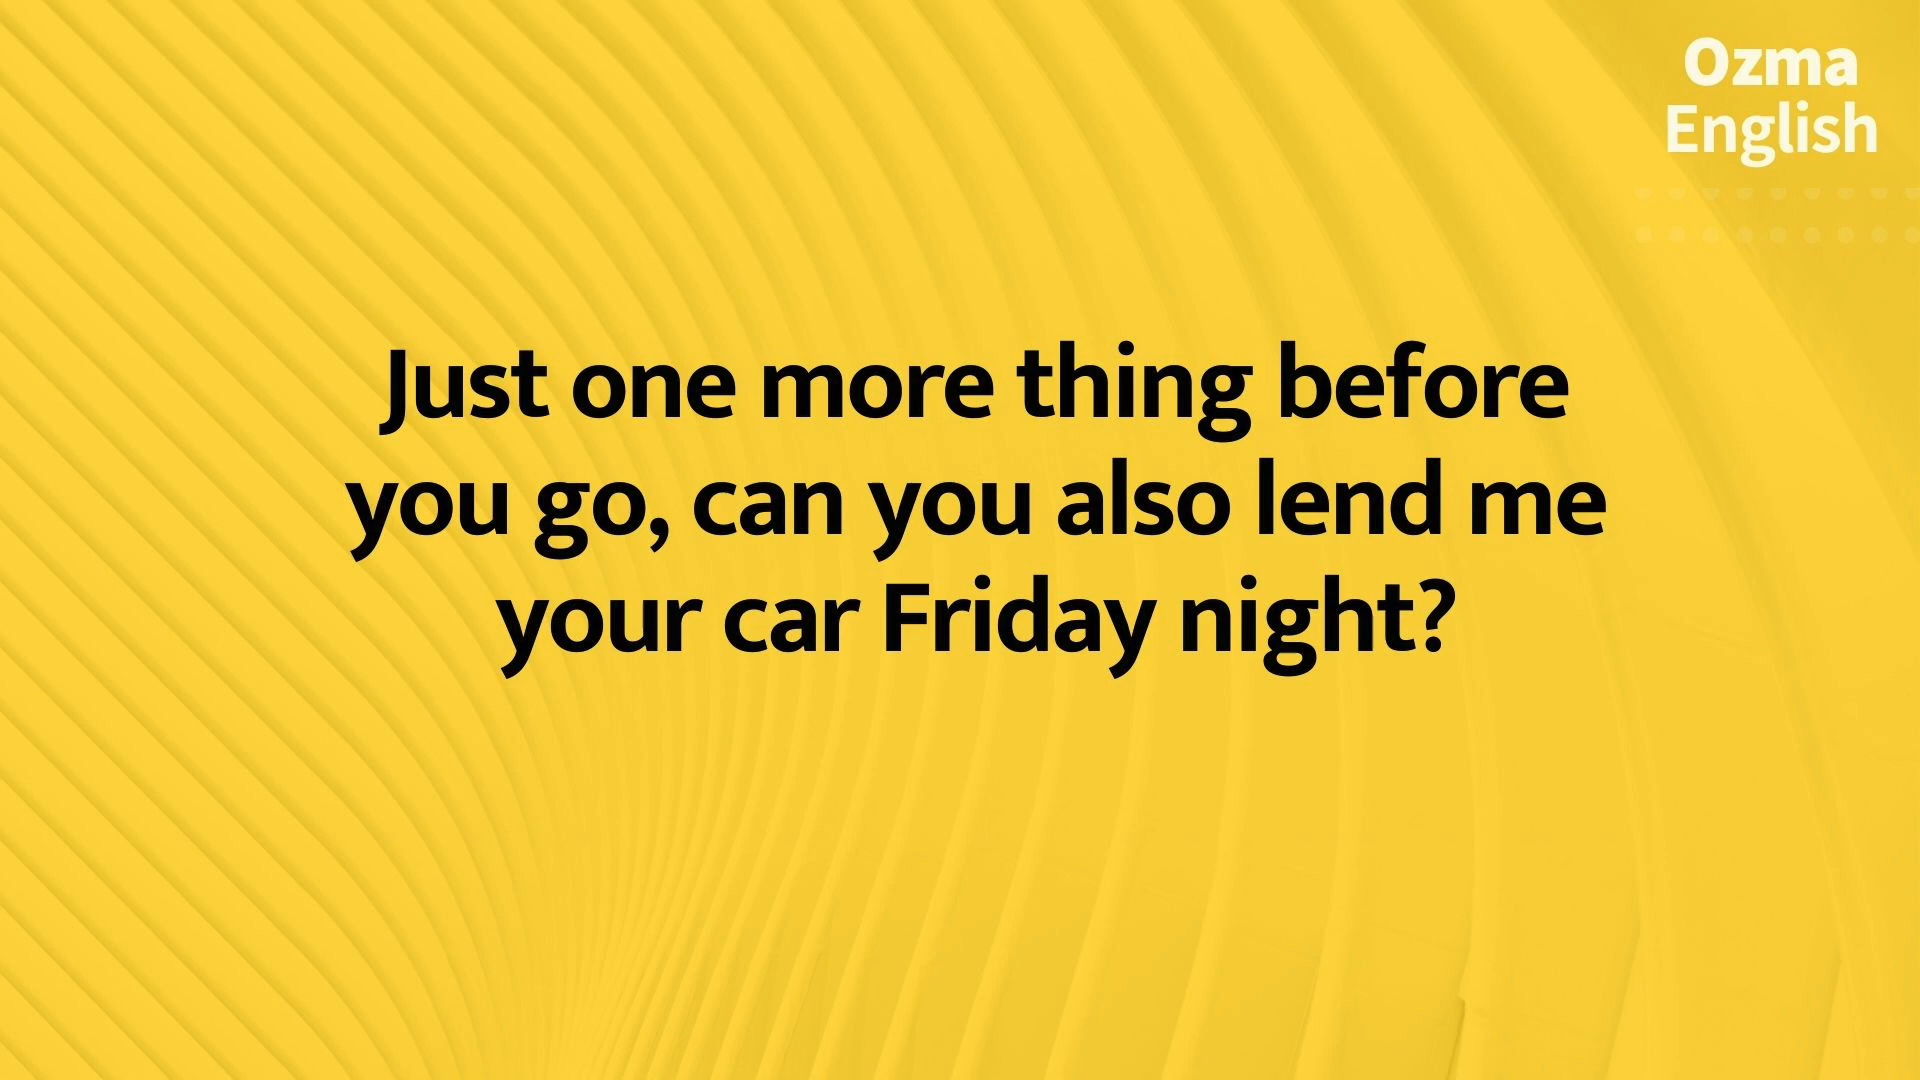 Ozma
English
Just one more thing before
you go, can you also lend me
your car Friday night?